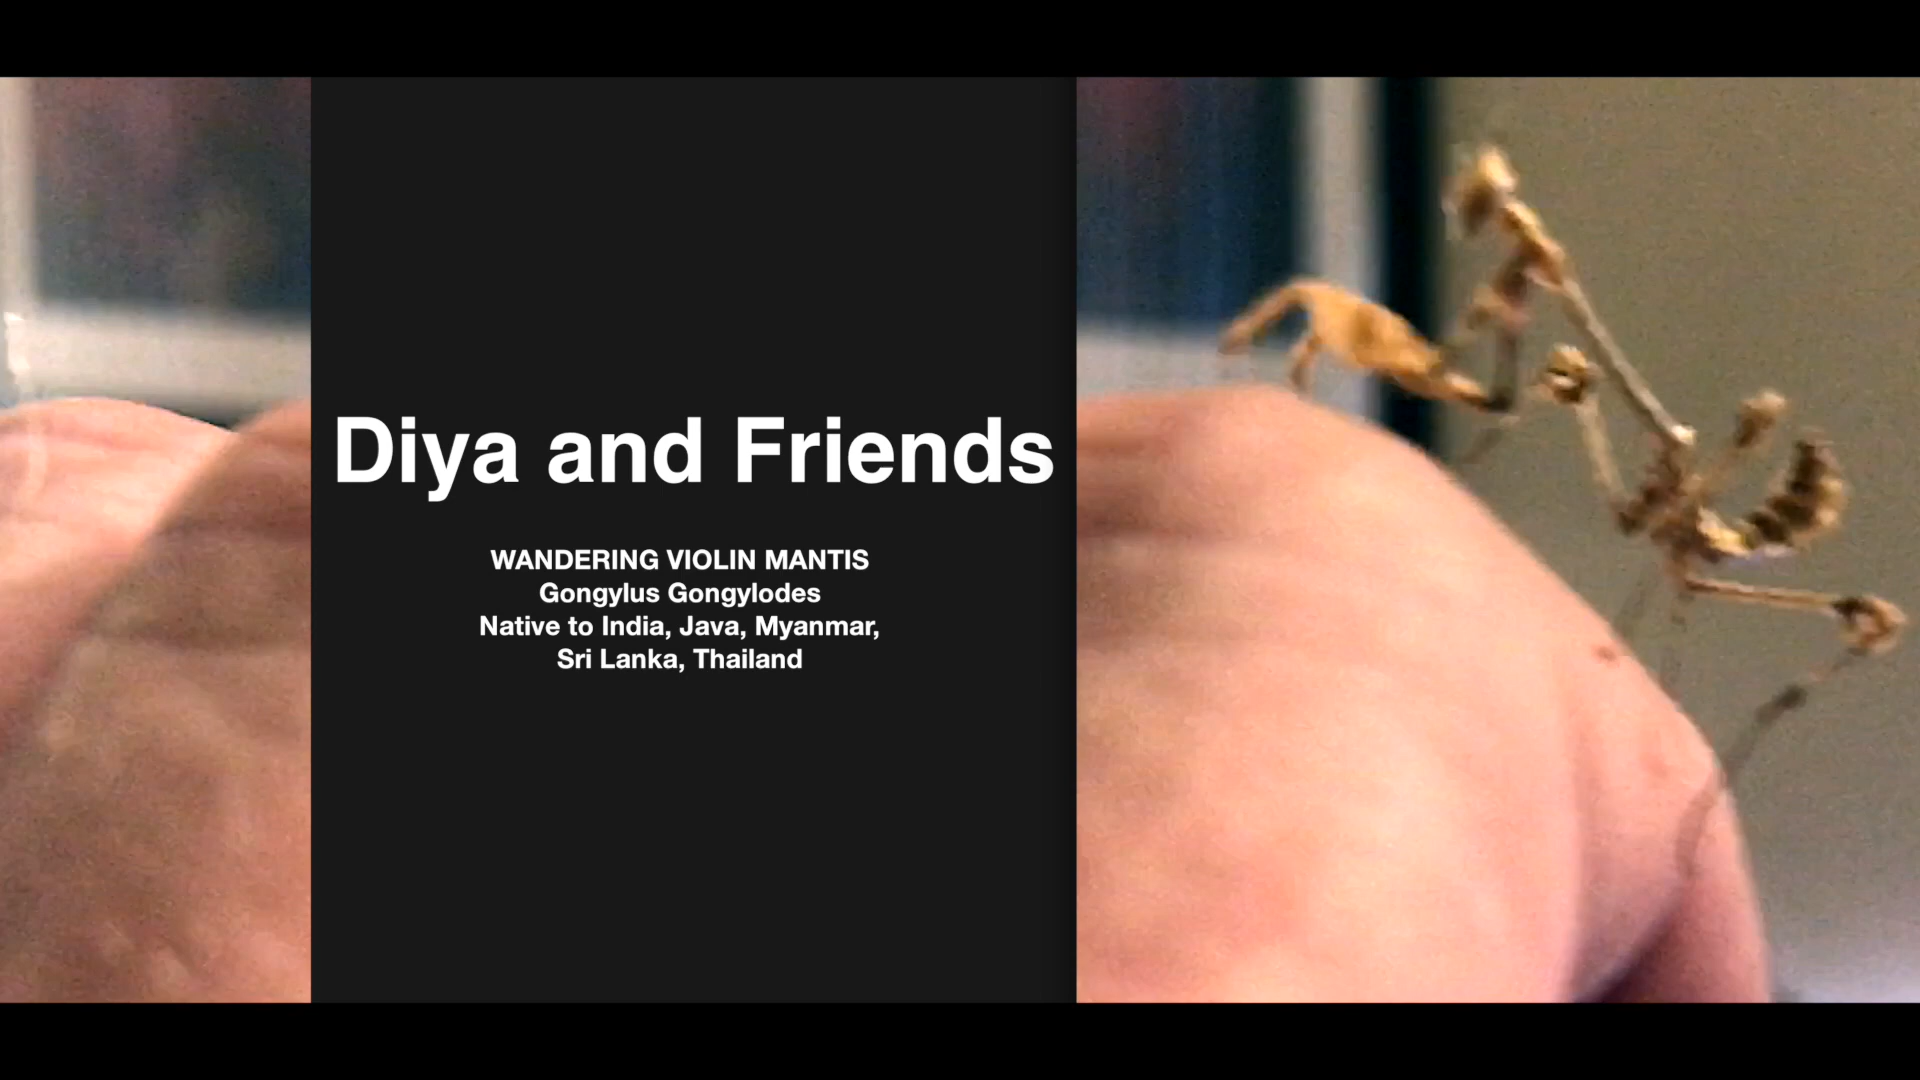 Diya and Friends
WANDERING VIOLIN MANTIS
Gongylus Gongylodes
Native to India, Java, Myanmar,
Sri Lanka, Thailand